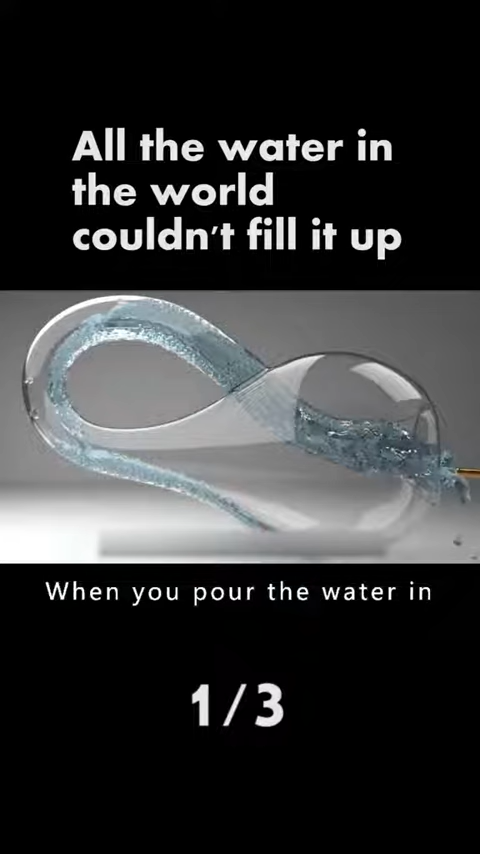 All the water in
the world
couldn't fill it up
When you pour the water in
1/3